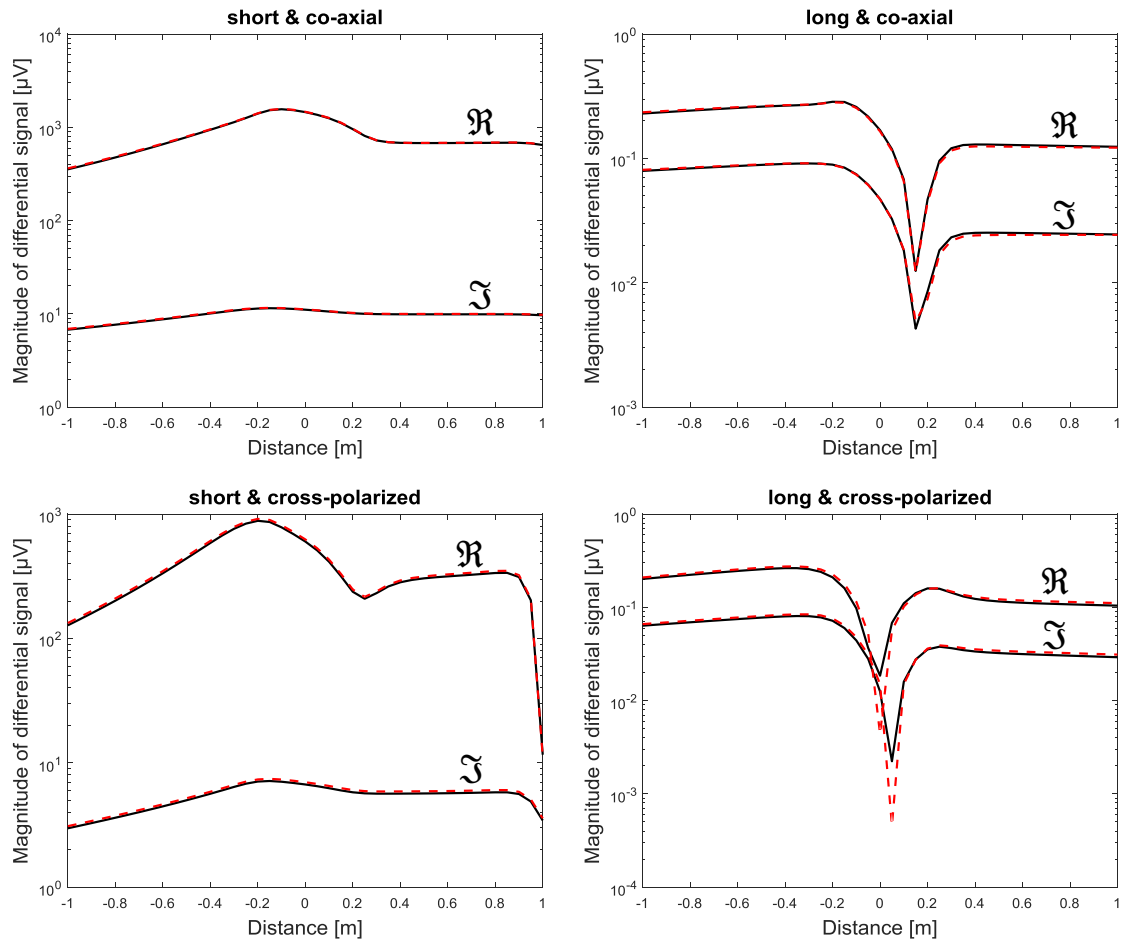 short & co-axial
Magnitude of differential signal [µV]
10^4
10^3
10^2
10^1
10^0
ℜ
ℑ
-1 -0.8 -0.6 -0.4 -0.2 0 0.2 0.4 0.6 0.8 1
Distance [m]
long & co-axial
Magnitude of differential signal [µV]
10^0
10^-1
10^-2
10^-3
ℜ
ℑ
-1 -0.8 -0.6 -0.4 -0.2 0 0.2 0.4 0.6 0.8 1
Distance [m]
short & cross-polarized
Magnitude of differential signal [µV]
10^3
10^2
10^1
10^0
ℜ
ℑ
-1 -0.8 -0.6 -0.4 -0.2 0 0.2 0.4 0.6 0.8 1
Distance [m]
long & cross-polarized
Magnitude of differential signal [µV]
10^0
10^-1
10^-2
10^-3
10^-4
ℜ
ℑ
-1 -0.8 -0.6 -0.4 -0.2 0 0.2 0.4 0.6 0.8 1
Distance [m]